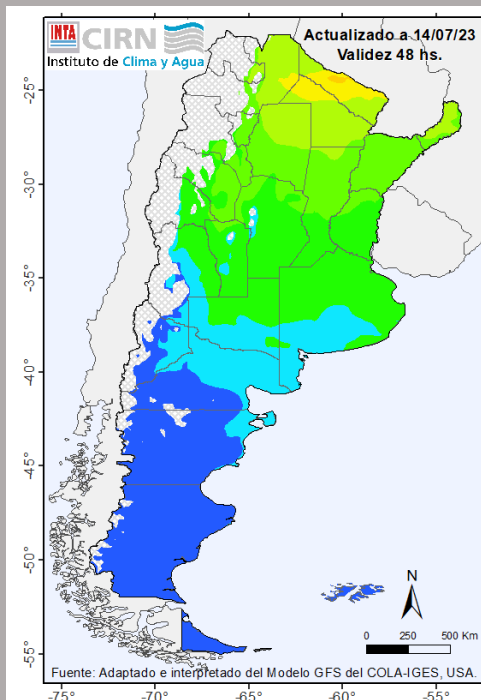 INTA CIRN
Instituto de Clima y Agua
Actualizado a 14/07/23
Validez 48 hs.
-25°
-30°
-35°
-40°
-45°
-50°
-55°
N
0 250 500 Km
Fuente: Adaptado e interpretado del Modelo GFS del COLA-IGES, USA.
-75° -70° -65° -60° -55°